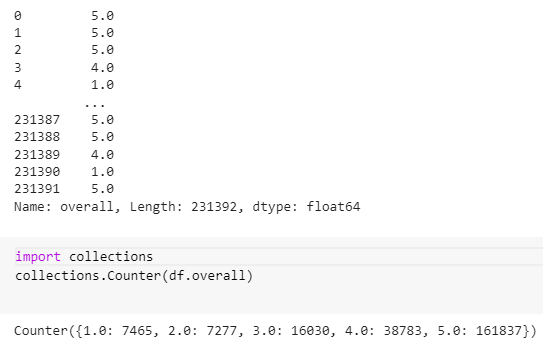 0 5.0
1 5.0
2 5.0
3 4.0
4 1.0
...
231387 5.0
231388 5.0
231389 4.0
231390 1.0
231391 5.0
Name: overall, Length: 231392, dtype: float64
import collections
collections.Counter(df.overall)
Counter({1.0: 7465, 2.0: 7277, 3.0: 16030, 4.0: 38783, 5.0: 161837})